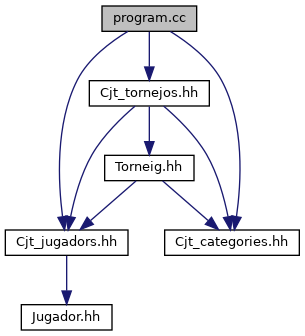 program.cc
Cjt_tornejos.hh
Torneig.hh
Cjt_jugadors.hh
Cjt_categories.hh
Jugador.hh